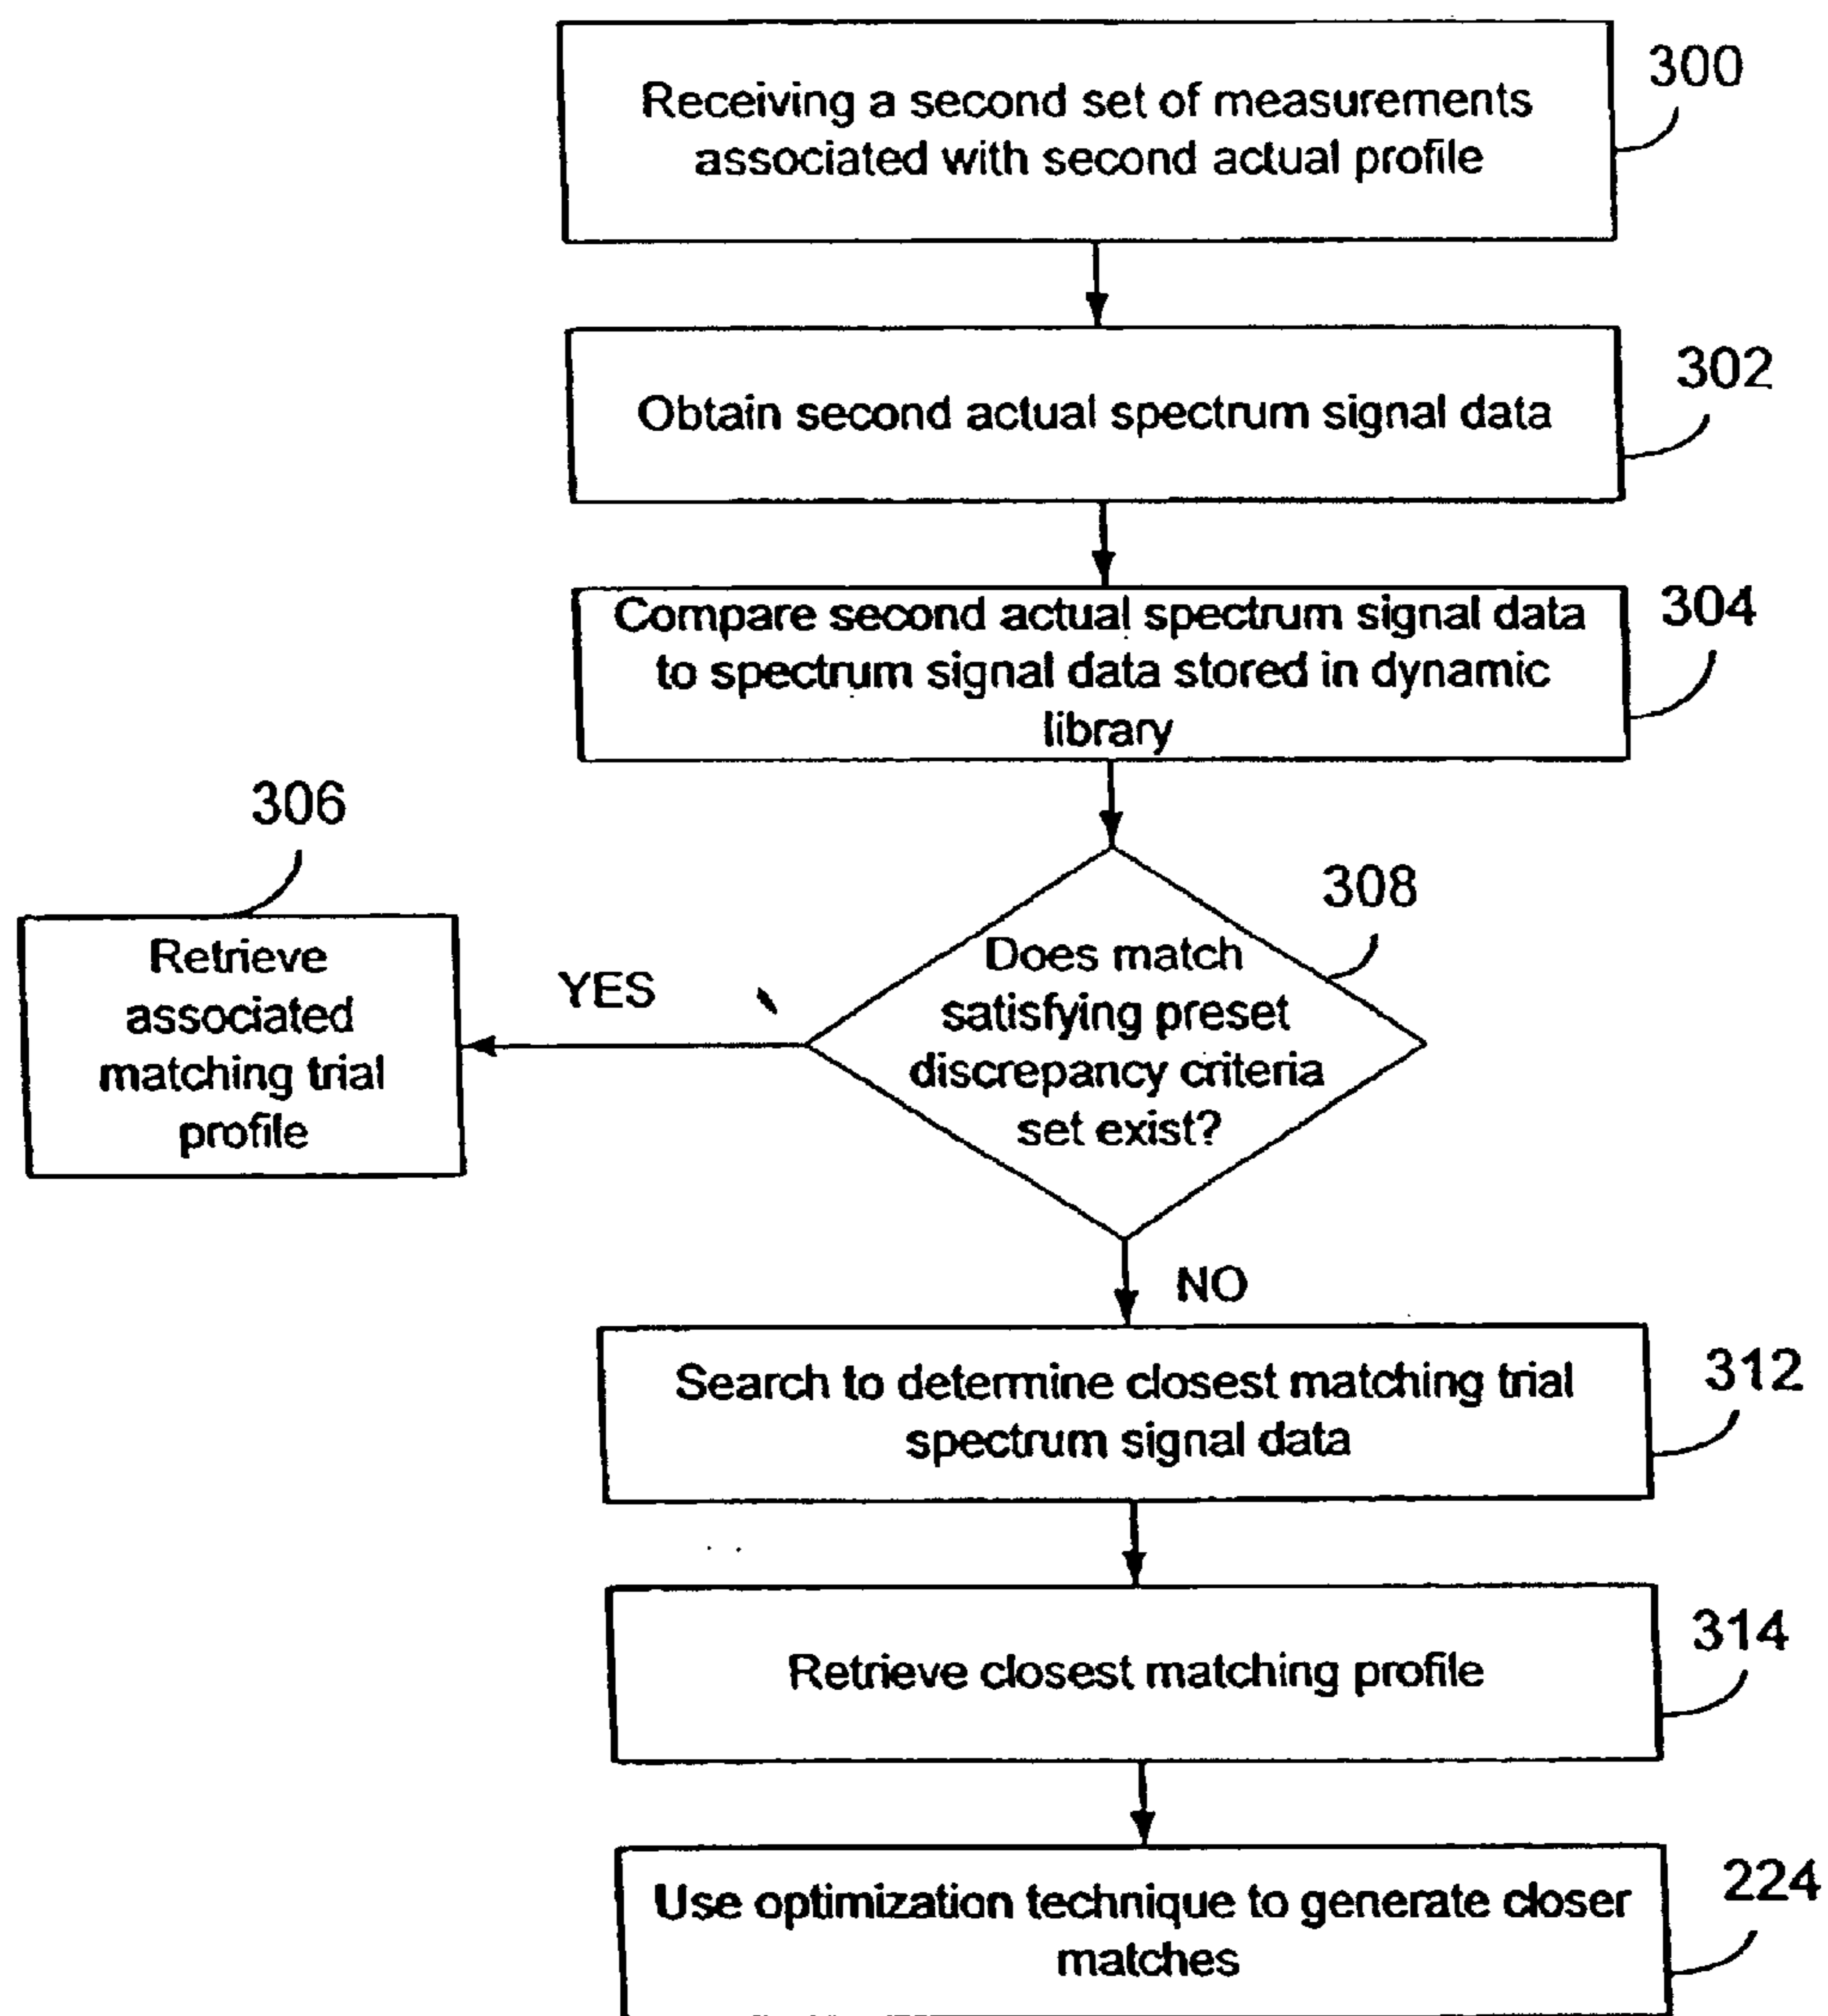 Receiving a second set of measurements
associated with second actual profile
300
Obtain second actual spectrum signal data
302
Compare second actual spectrum signal data
to spectrum signal data stored in dynamic
library
304
306
Retrieve
associated
matching trial
profile
YES
308
Does match
satisfying preset
discrepancy criteria
set exist?
NO
Search to determine closest matching trial
spectrum signal data
312
Retrieve closest matching profile
314
Use optimization technique to generate closer
matches
224